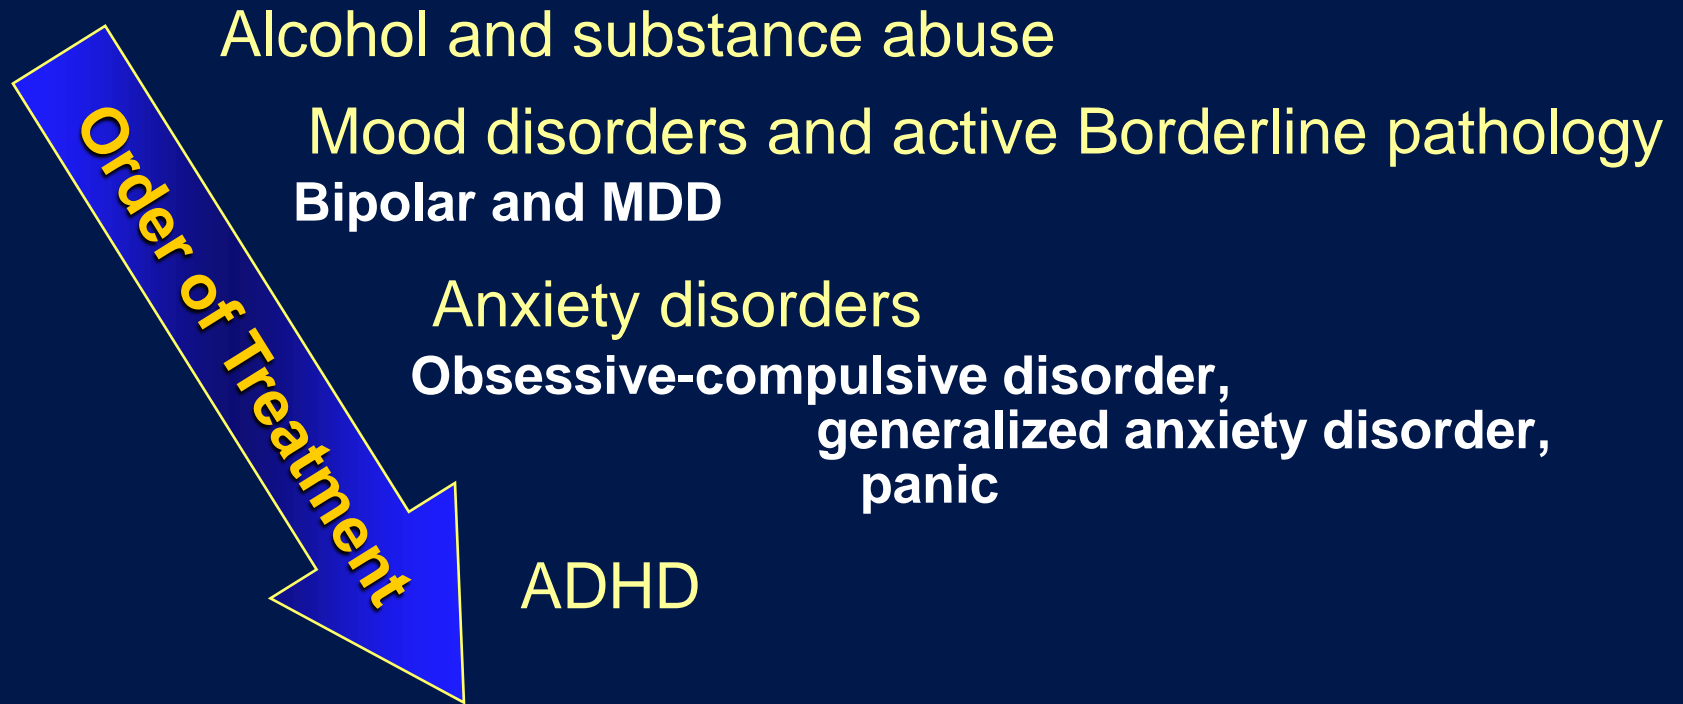 Alcohol and substance abuse
Mood disorders and active Borderline pathology
Bipolar and MDD
Anxiety disorders
Obsessive-compulsive disorder,
generalized anxiety disorder,
panic
ADHD
Order of Treatment